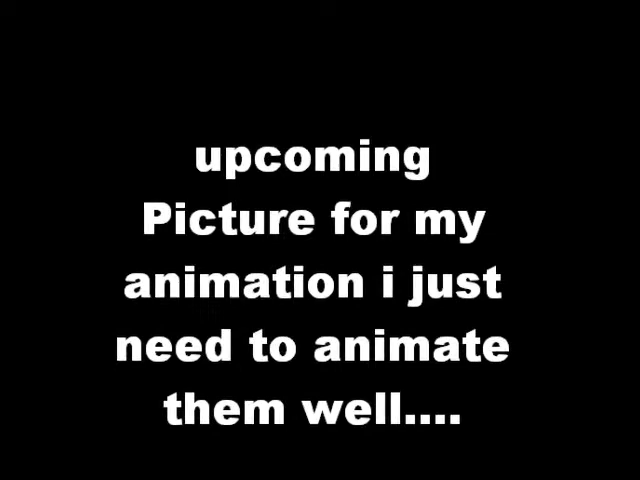 upcoming
Picture for my
animation i just
need to animate
them well....